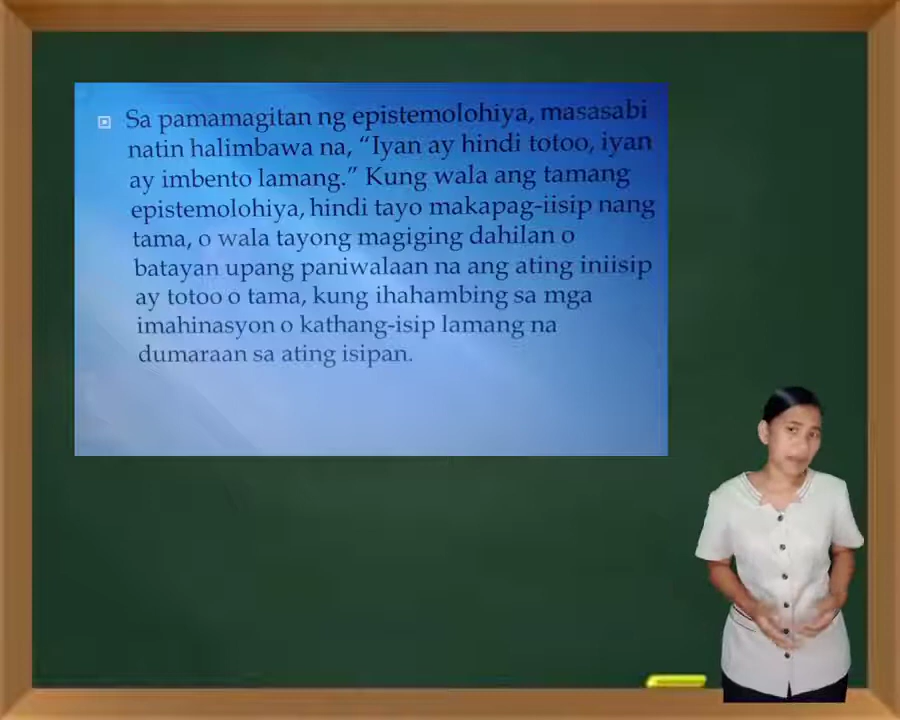 Sa pamamagitan ng epistemolohiya, masasabi
natin halimbawa na, “Iyan ay hindi totoo, iyan
ay imbento lamang.” Kung wala ang tamang
epistemolohiya, hindi tayo makapag-iisip nang
tama, o wala tayong magiging dahilan o
batayan upang paniwalaan na ang ating iniisip
ay totoo o tama, kung ihahambing sa mga
imahinasyon o kathang-isip lamang na
dumaraan sa ating isipan.